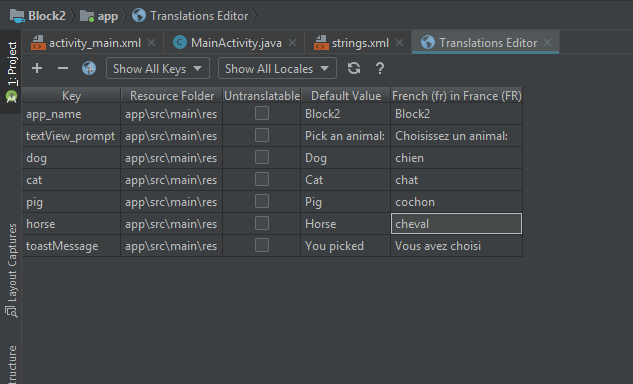 Block2 app Translations Editor
activity_main.xml MainActivity.java strings.xml Translations Editor
Show All Keys Show All Locales ?
Key Resource Folder Untranslatable Default Value French (fr) in France (FR)
app_name app\src\main\res Block2 Block2
textView_prompt app\src\main\res Pick an animal: Choisissez un animal:
dog app\src\main\res Dog chien
cat app\src\main\res Cat chat
pig app\src\main\res Pig cochon
horse app\src\main\res Horse cheval
toastMessage app\src\main\res You picked Vous avez choisi
1: Project
Layout Captures
tructure